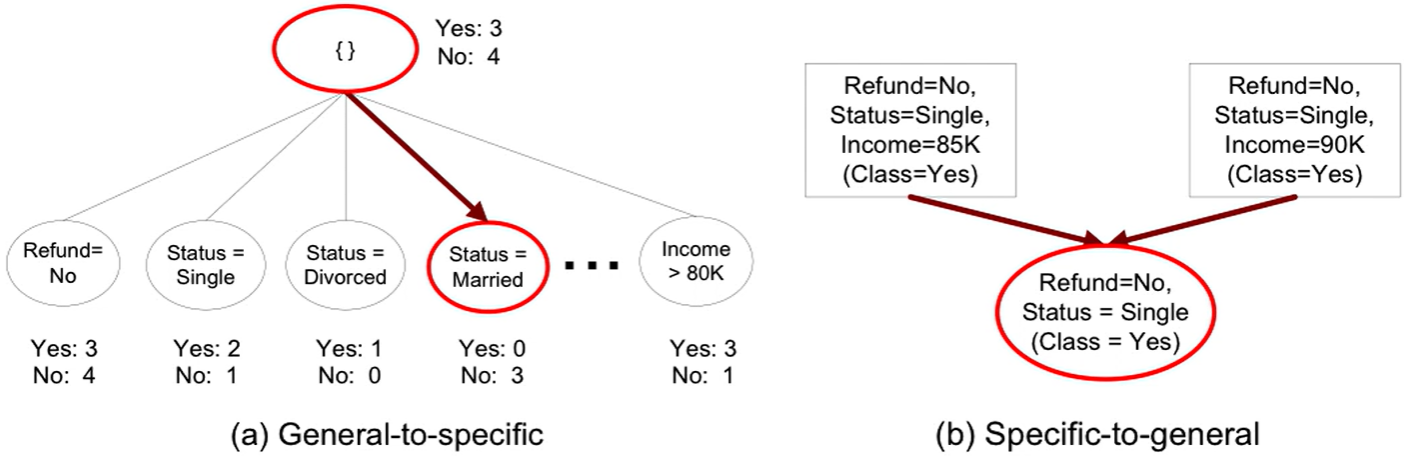 { }
Yes: 3
No: 4
Refund=
No
Status =
Single
Status =
Divorced
Status =
Married
...
Income
> 80K
Yes: 3
No: 4
Yes: 2
No: 1
Yes: 1
No: 0
Yes: 0
No: 3
Yes: 3
No: 1
(a) General-to-specific
Refund=No,
Status=Single,
Income=85K
(Class=Yes)
Refund=No,
Status=Single,
Income=90K
(Class=Yes)
Refund=No,
Status = Single
(Class = Yes)
(b) Specific-to-general